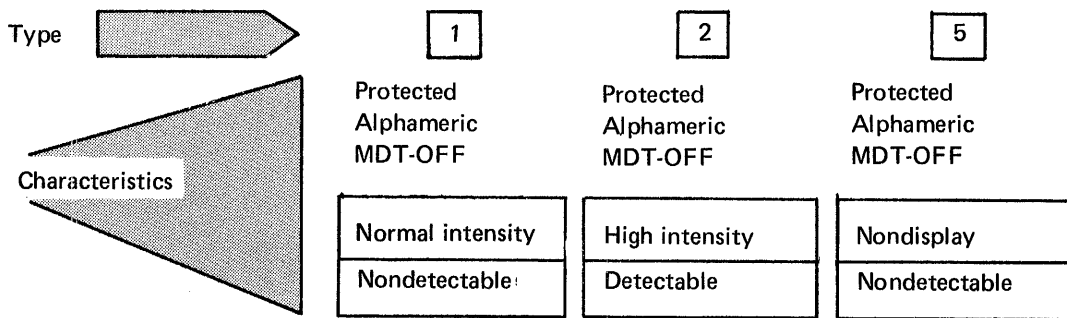 Type 1 2 5
Protected Protected Protected
Alphameric Alphameric Alphameric
MDT-OFF MDT-OFF MDT-OFF
Characteristics
Normal intensity High intensity Nondisplay
Nondetectable Detectable Nondetectable